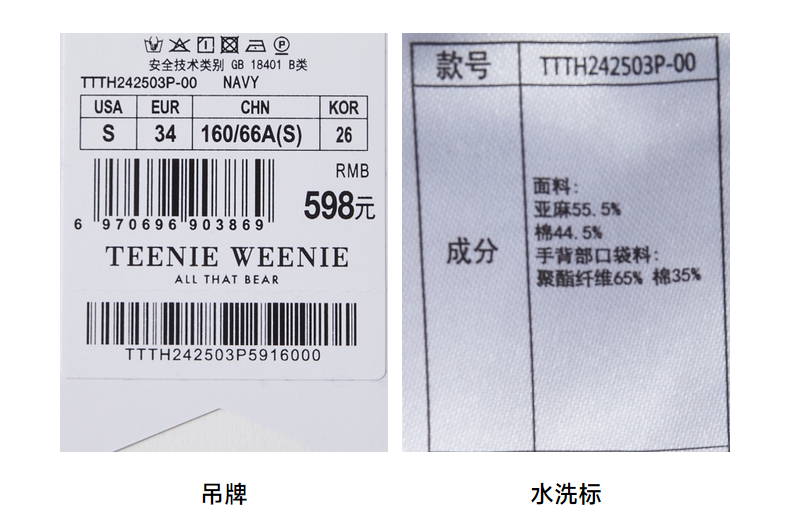 安全技术类别 GB 18401 B类
TTTH242503P-00 NAVY
USA EUR CHN KOR
S 34 160/66A(S) 26
RMB
598元
6 970696 903869
TEENIE WEENIE
ALL THAT BEAR
TTTH242503P5916000
吊牌
款号 TTTH242503P-00
成分
面料:
亚麻55.5%
棉44.5%
手背部口袋料:
聚酯纤维65% 棉35%
水洗标